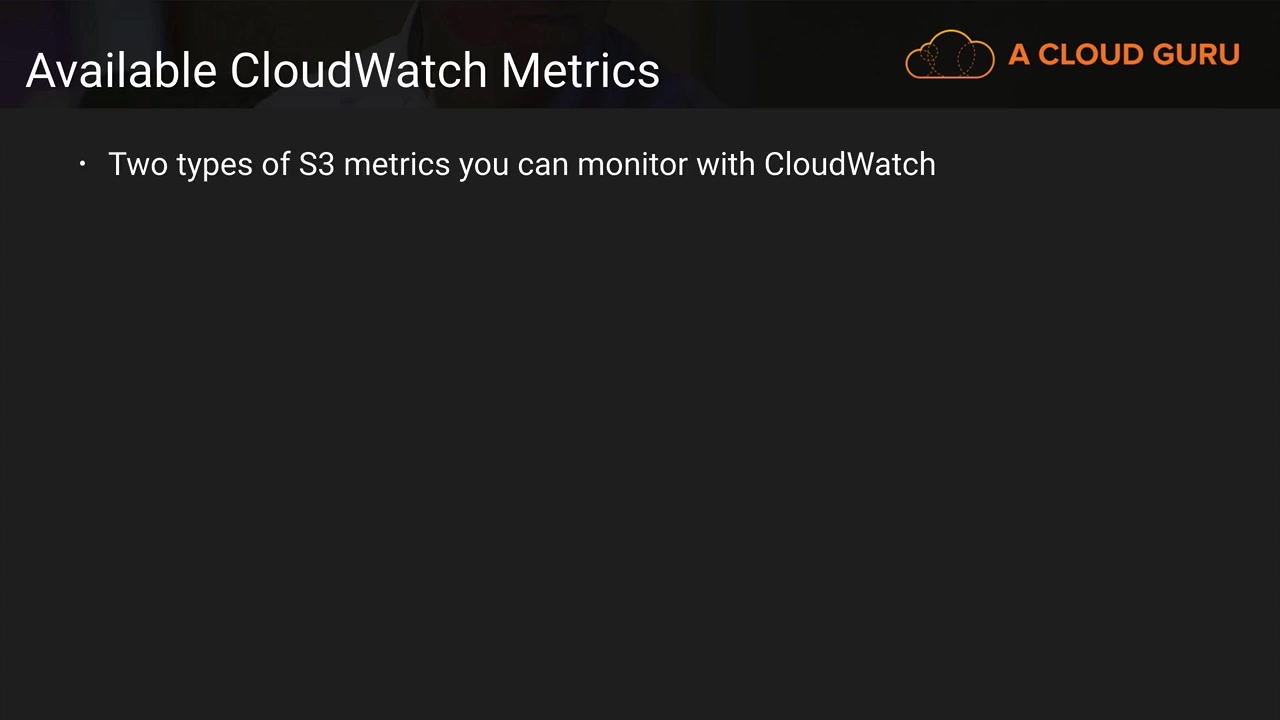 Available CloudWatch Metrics
A CLOUD GURU
• Two types of S3 metrics you can monitor with CloudWatch